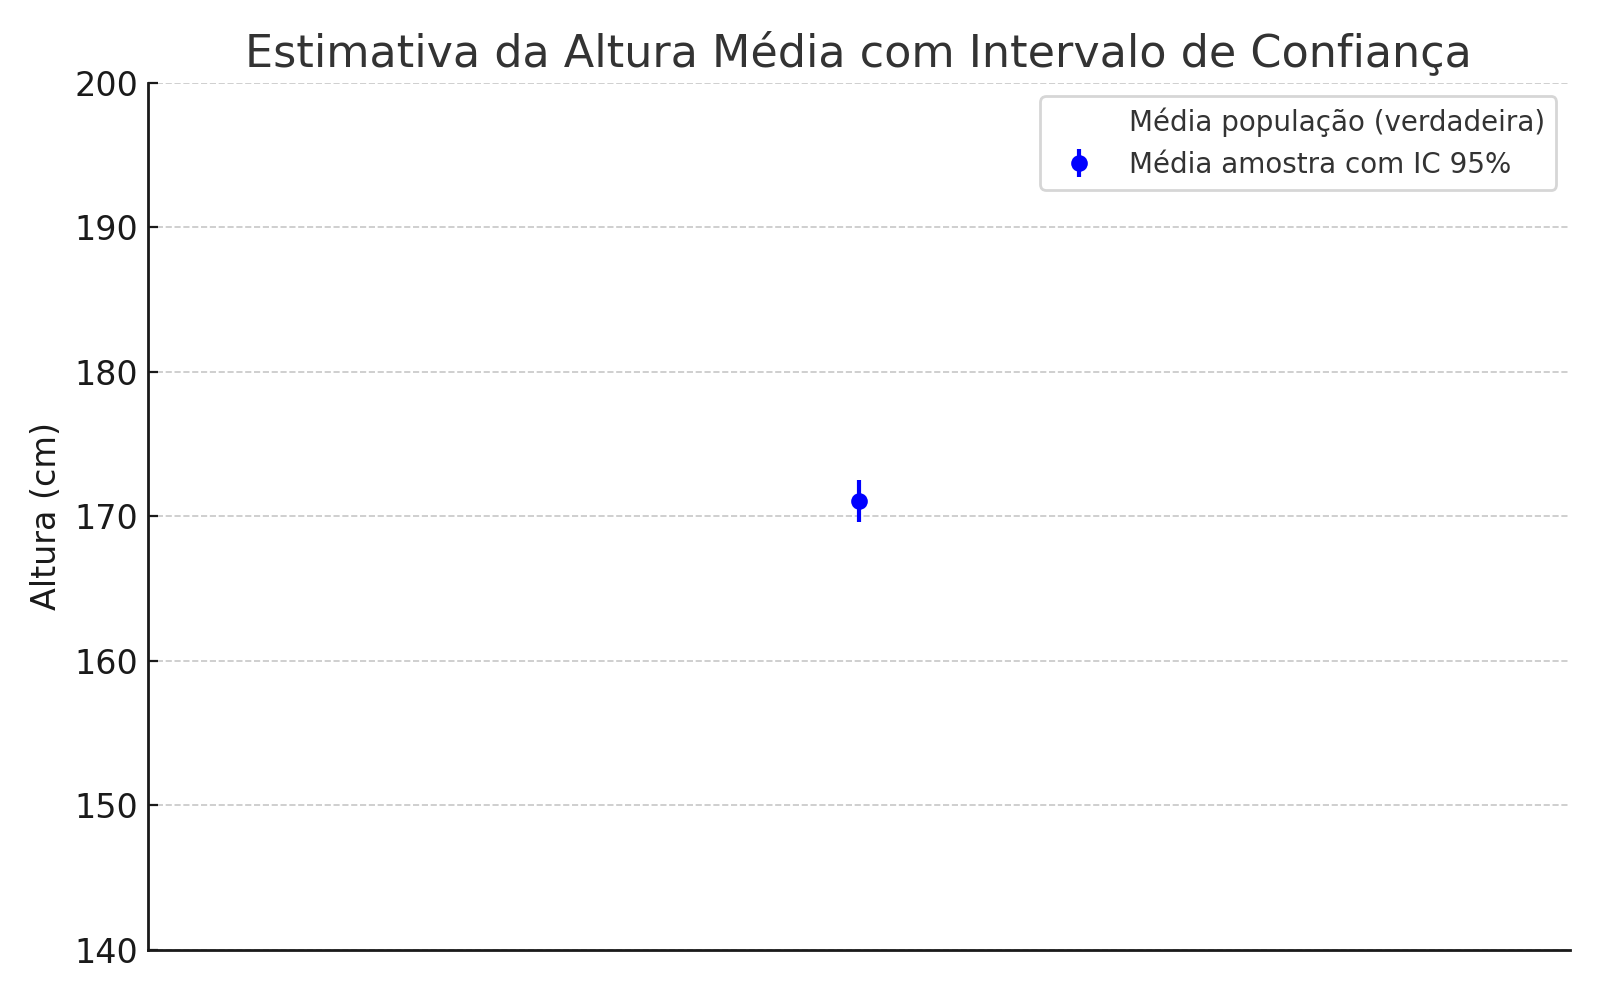 Estimativa da Altura Média com Intervalo de Confiança
200
Média população (verdadeira)
Média amostra com IC 95%
190
180
Altura (cm)
170
160
150
140